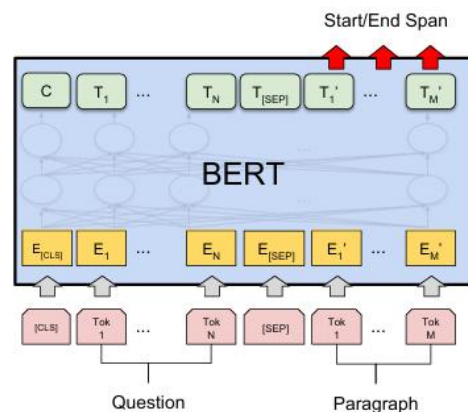 Start/End Span
C T1 ... TN T[SEP] T1' ... TM'
BERT
E[CLS] E1 ... EN E[SEP] E1' ... EM'
[CLS] Tok 1 ... Tok N [SEP] Tok 1 ... Tok M
Question Paragraph